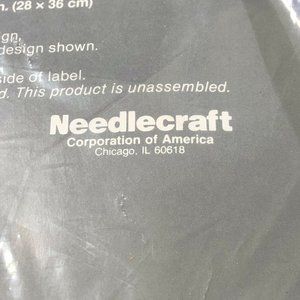 n. (28 x 36 cm)
ign.
design shown.
side of label.
d. This product is unassembled.
Needlecraft
Corporation of America
Chicago, IL 60618